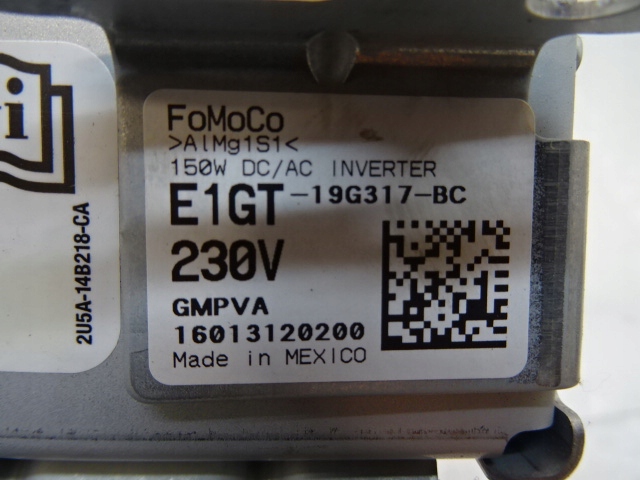 i
2U5A-14B218-CA
FoMoCo
>AlMg1S1<
150W DC/AC INVERTER
E1GT-19G317-BC
230V
GMPVA
16013120200
Made in MEXICO